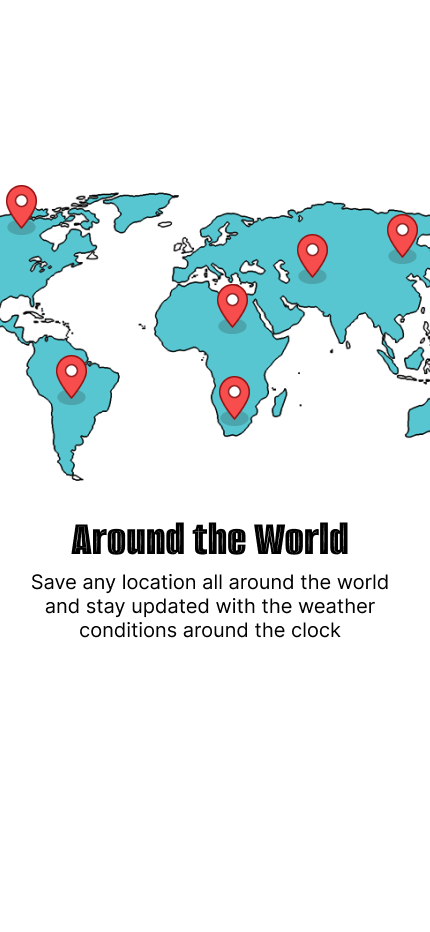 Around the World
Save any location all around the world
and stay updated with the weather
conditions around the clock